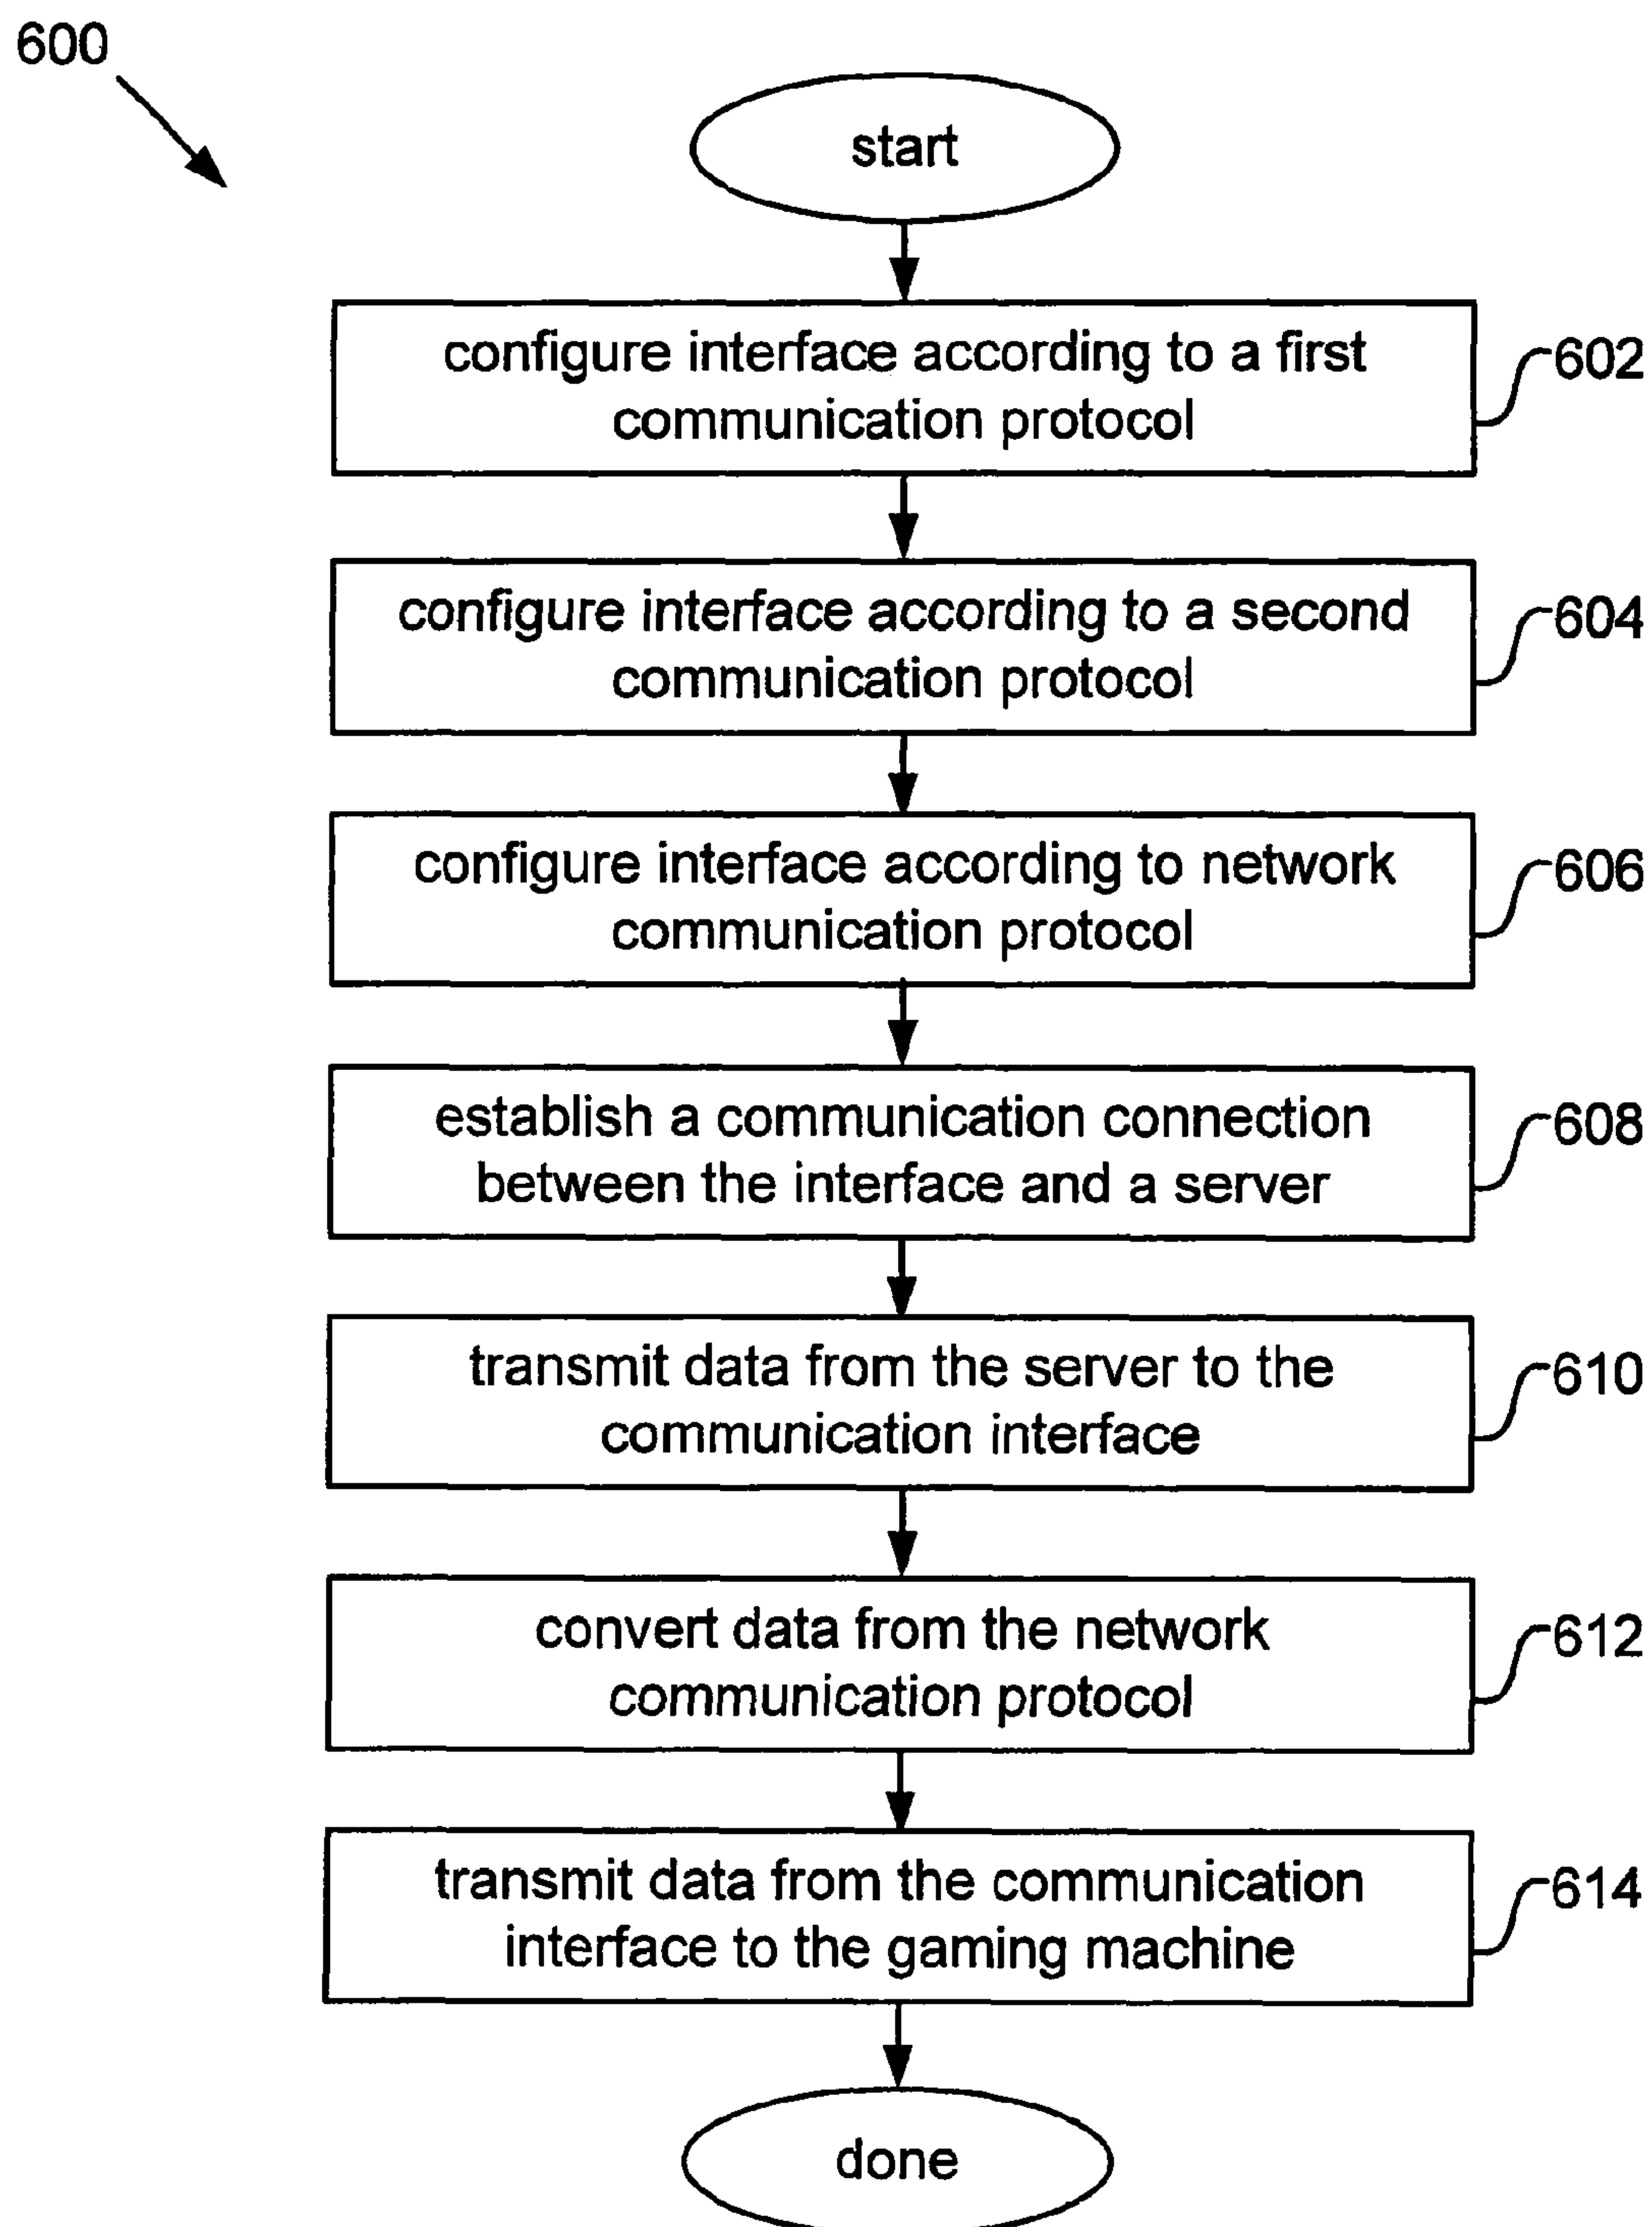 600
start
configure interface according to a first
communication protocol
602
configure interface according to a second
communication protocol
604
configure interface according to network
communication protocol
606
establish a communication connection
between the interface and a server
608
transmit data from the server to the
communication interface
610
convert data from the network
communication protocol
612
transmit data from the communication
interface to the gaming machine
614
done